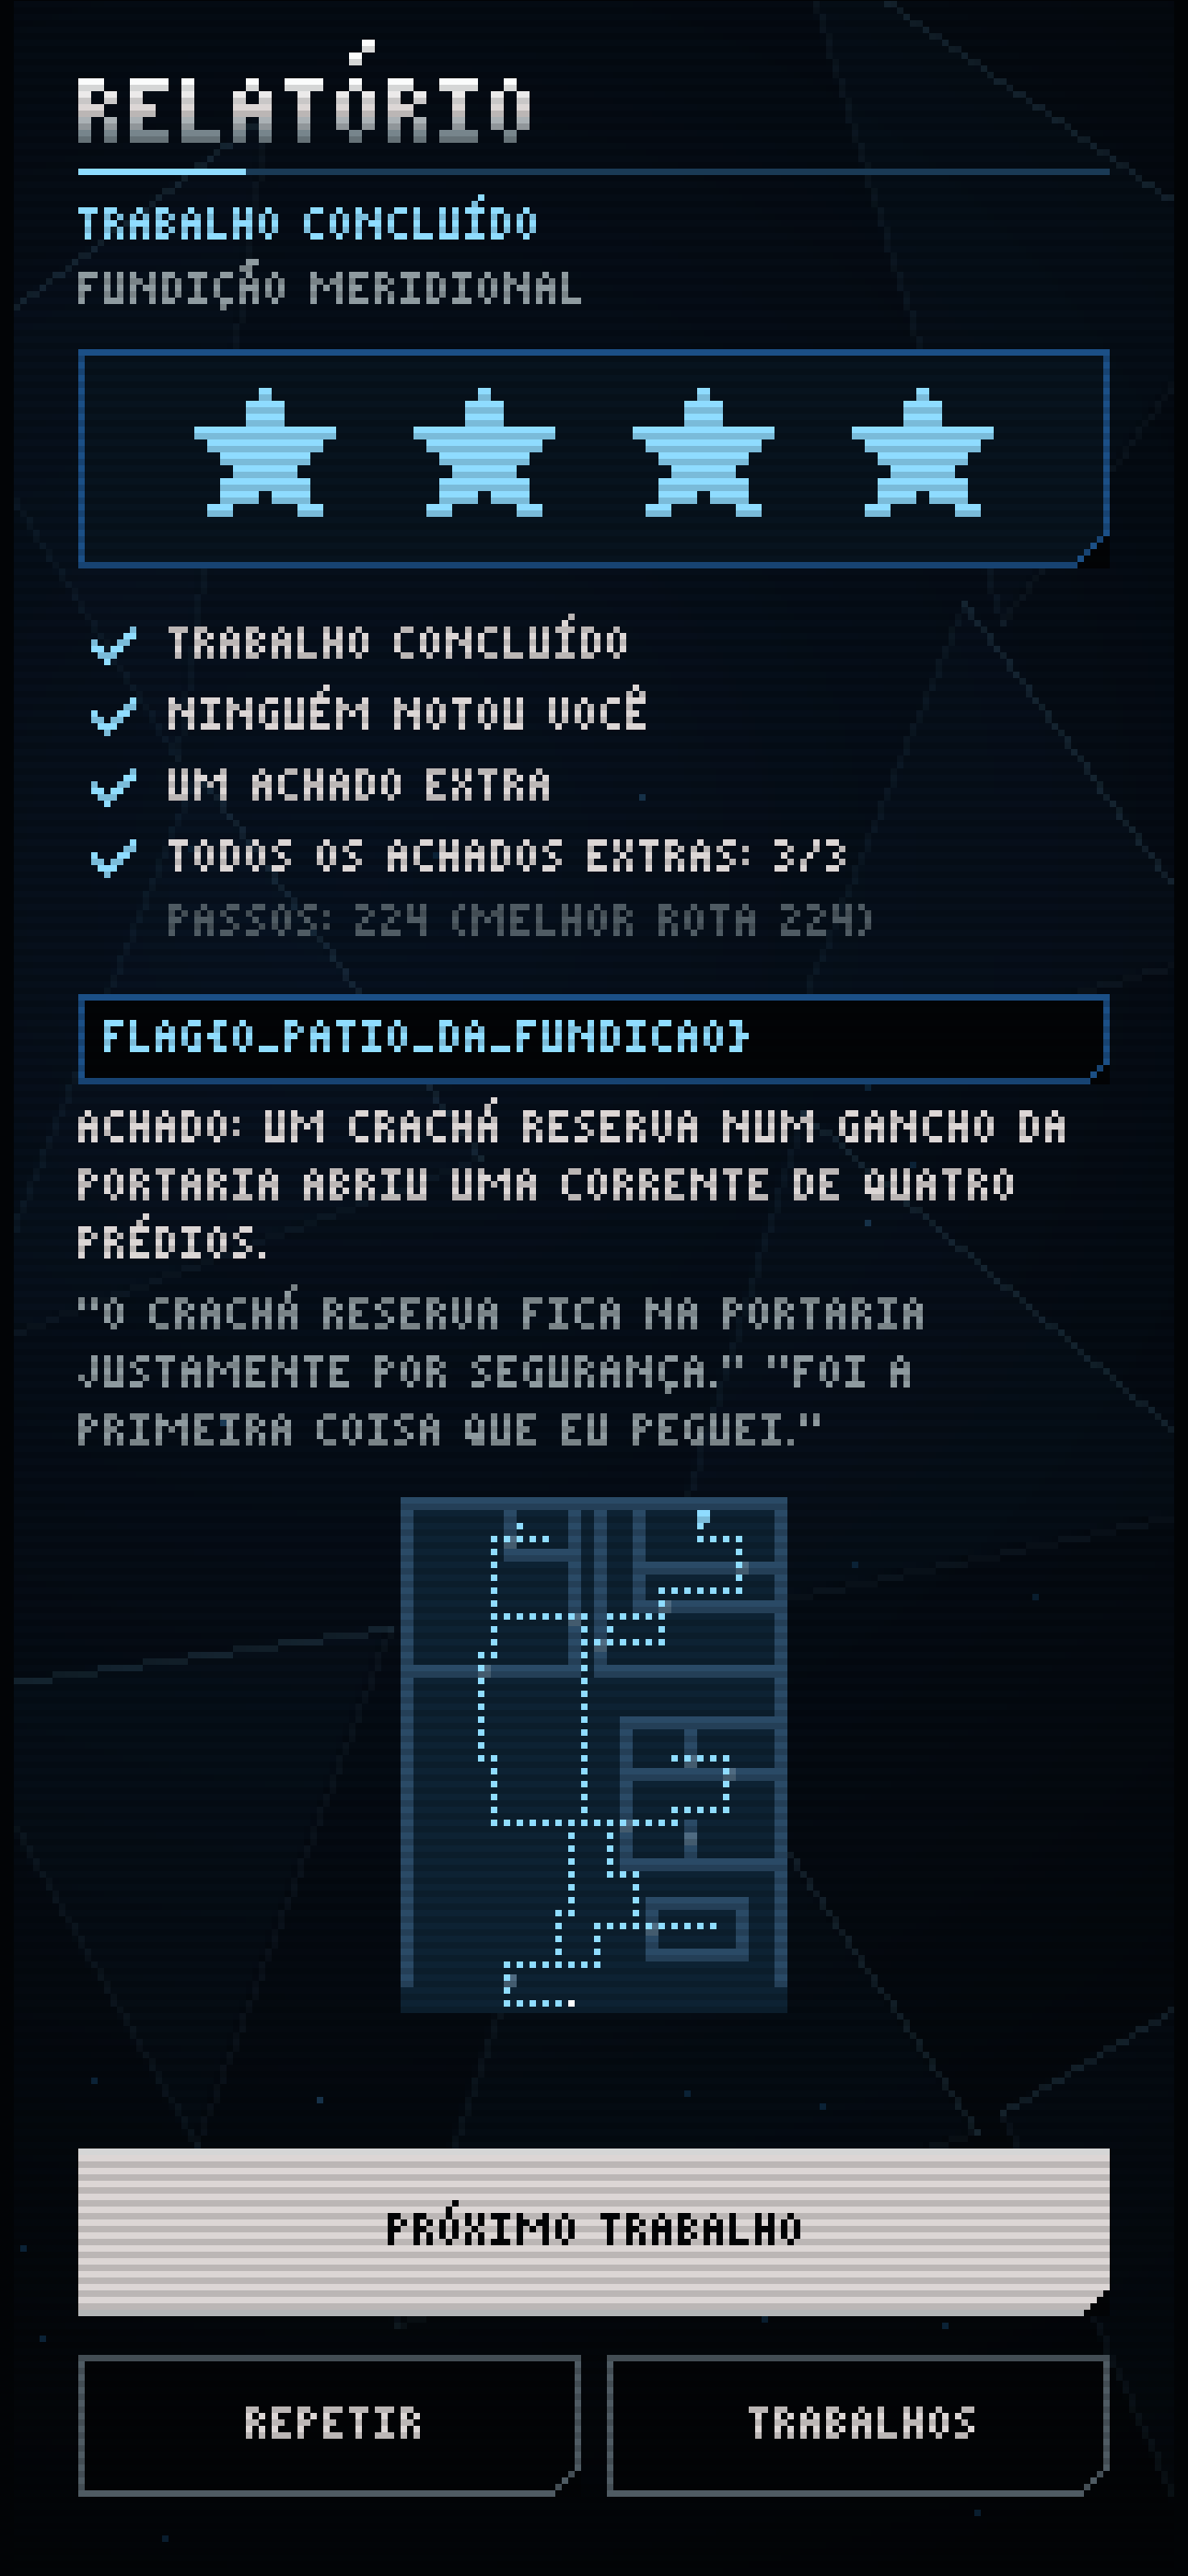 RELATÓRIO
TRABALHO CONCLUÍDO
FUNDIÇÃO MERIDIONAL
TRABALHO CONCLUÍDO
NINGUÉM NOTOU VOCÊ
UM ACHADO EXTRA
TODOS OS ACHADOS EXTRAS: 3/3
PASSOS: 224 (MELHOR ROTA 224)
FLAG{O_PATIO_DA_FUNDICAO}
ACHADO: UM CRACHÁ RESERVA NUM GANCHO DA
PORTARIA ABRIU UMA CORRENTE DE QUATRO
PRÉDIOS.
"O CRACHÁ RESERVA FICA NA PORTARIA
JUSTAMENTE POR SEGURANÇA." "FOI A
PRIMEIRA COISA QUE EU PEGUEI."
PRÓXIMO TRABALHO
REPETIR
TRABALHOS